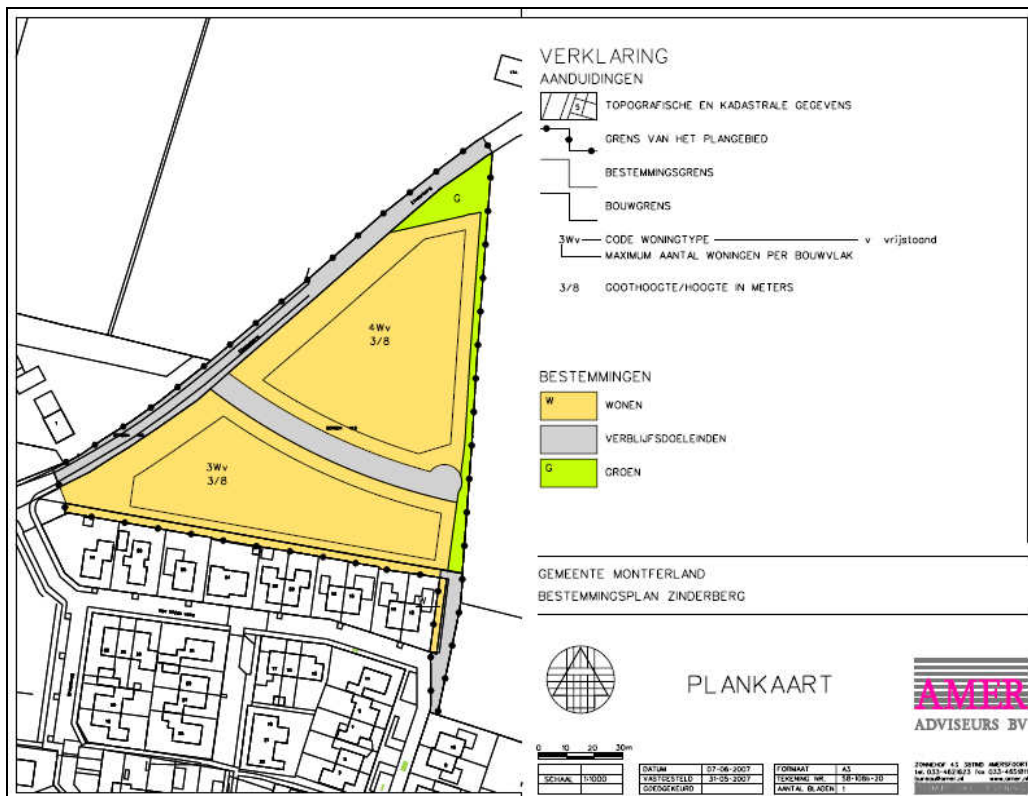 VERKLARING
AANDUIDINGEN
TOPOGRAFISCHE EN KADASTRALE GEGEVENS
GRENS VAN HET PLANGEBIED
BESTEMMINGSGRENS
BOUWGRENS
3Wv CODE WONINGTYPE v vrijstaand
MAXIMUM AANTAL WONINGEN PER BOUWVLAK
3/8 GOOTHOOGTE/HOOGTE IN METERS
BESTEMMINGEN
W WONEN
VERBLIJFSDOELEINDEN
G GROEN
G
4Wv
3/8
3Wv
3/8
GEMEENTE MONTFERLAND
BESTEMMINGSPLAN ZINDERBERG
PLANKAART
AMER
ADVISEURS BV
0 10 20 30m
SCHAAL 1:1000
DATUM 07-06-2007
VASTGESTELD 31-05-2007
GOEDGEKEURD
FORMAAT A3
TEKENING NR.
AANTAL BLADEN 1